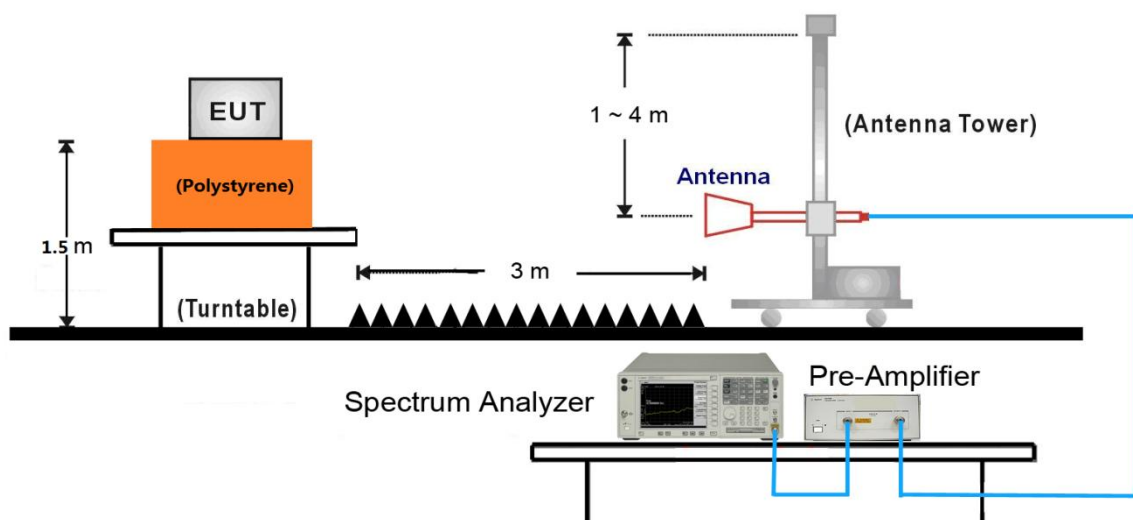 EUT
(Polystyrene)
1.5 m
(Turntable)
3 m
1 ~ 4 m
Antenna
(Antenna Tower)
Spectrum Analyzer
Pre-Amplifier